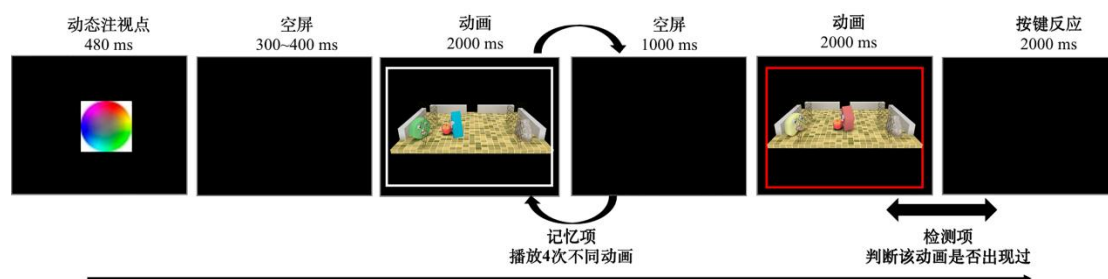 动态注视点
480 ms
空屏
300~400 ms
动画
2000 ms
空屏
1000 ms
动画
2000 ms
按键反应
2000 ms
记忆项
播放4次不同动画
检测项
判断该动画是否出现过